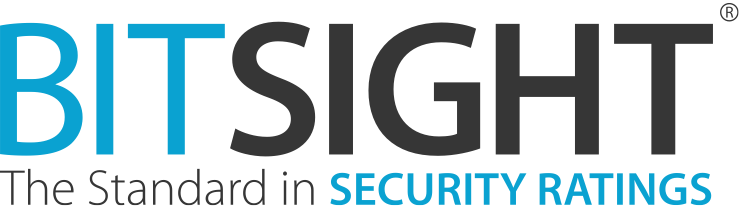 BITSIGHT®
The Standard in SECURITY RATINGS